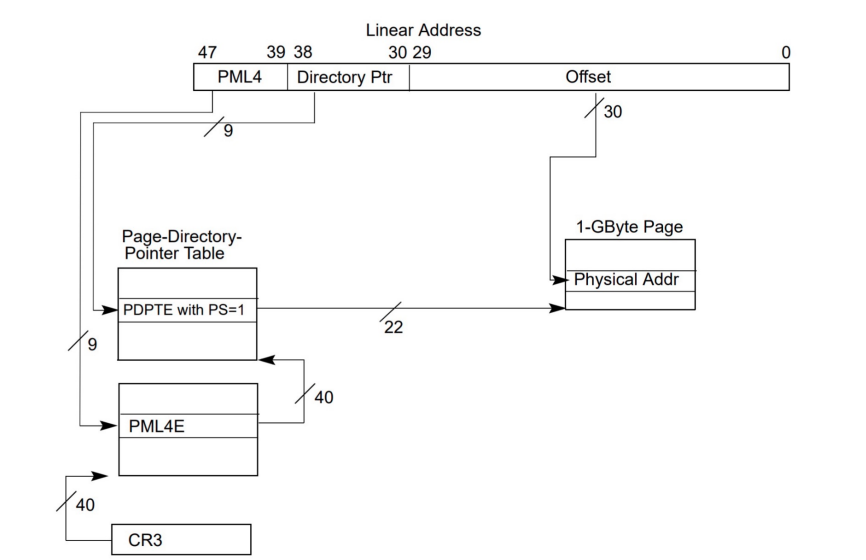 Linear Address
47 39 38 30 29 0
PML4 Directory Ptr Offset
9
30
Page-Directory-
Pointer Table
1-GByte Page
Physical Addr
PDPTE with PS=1
22
9
40
PML4E
40
CR3